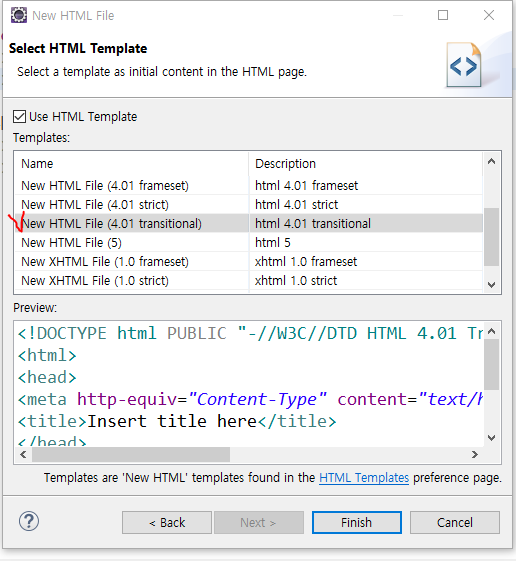 New HTML File
Select HTML Template
Select a template as initial content in the HTML page.
Use HTML Template
Templates:
Name Description
New HTML File (4.01 frameset) html 4.01 frameset
New HTML File (4.01 strict) html 4.01 strict
New HTML File (4.01 transitional) html 4.01 transitional
New HTML File (5) html 5
New XHTML File (1.0 frameset) xhtml 1.0 frameset
New XHTML File (1.0 strict) xhtml 1.0 strict
Preview:
<!DOCTYPE html PUBLIC "-//W3C//DTD HTML 4.01 Tr
<html>
<head>
<meta http-equiv="Content-Type" content="text/h
<title>Insert title here</title>
</head>
Templates are 'New HTML' templates found in the HTML Templates preference page.
< Back Next > Finish Cancel